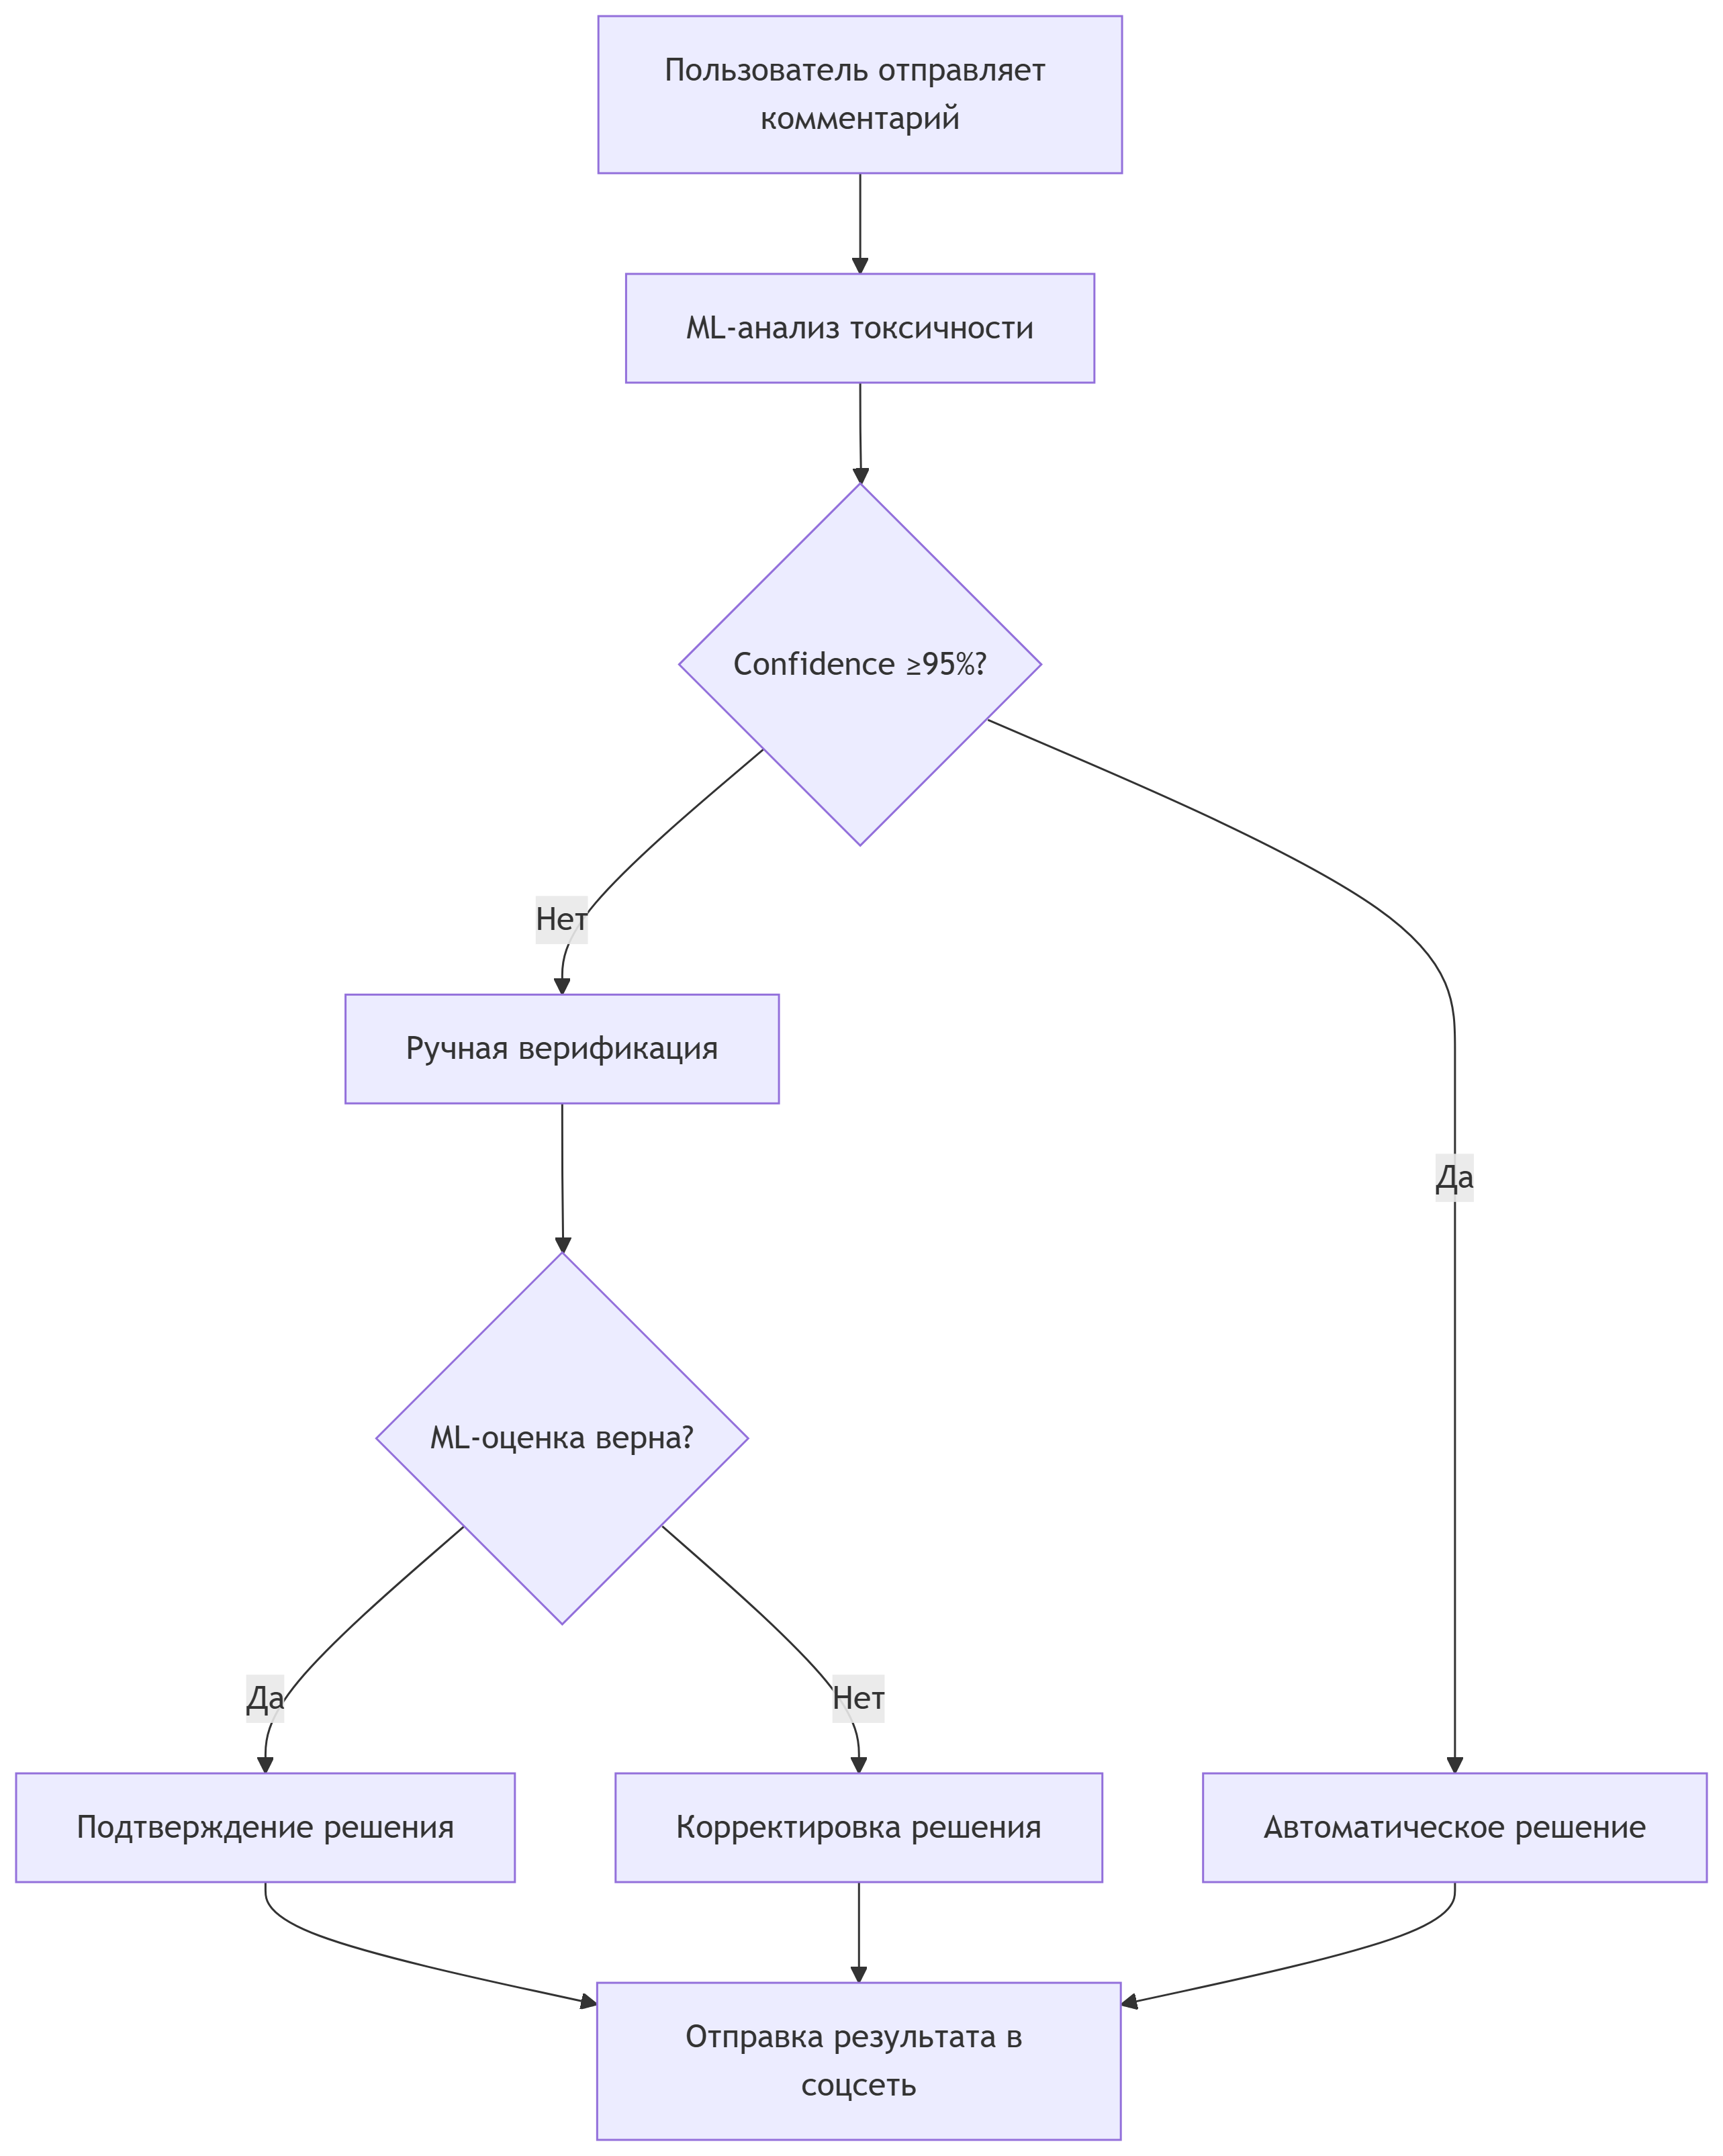 Пользователь отправляет
комментарий
ML-анализ токсичности
Confidence ≥95%?
Нет
Ручная верификация
Да
ML-оценка верна?
Да
Нет
Подтверждение решения
Корректировка решения
Автоматическое решение
Отправка результата в
соцсеть